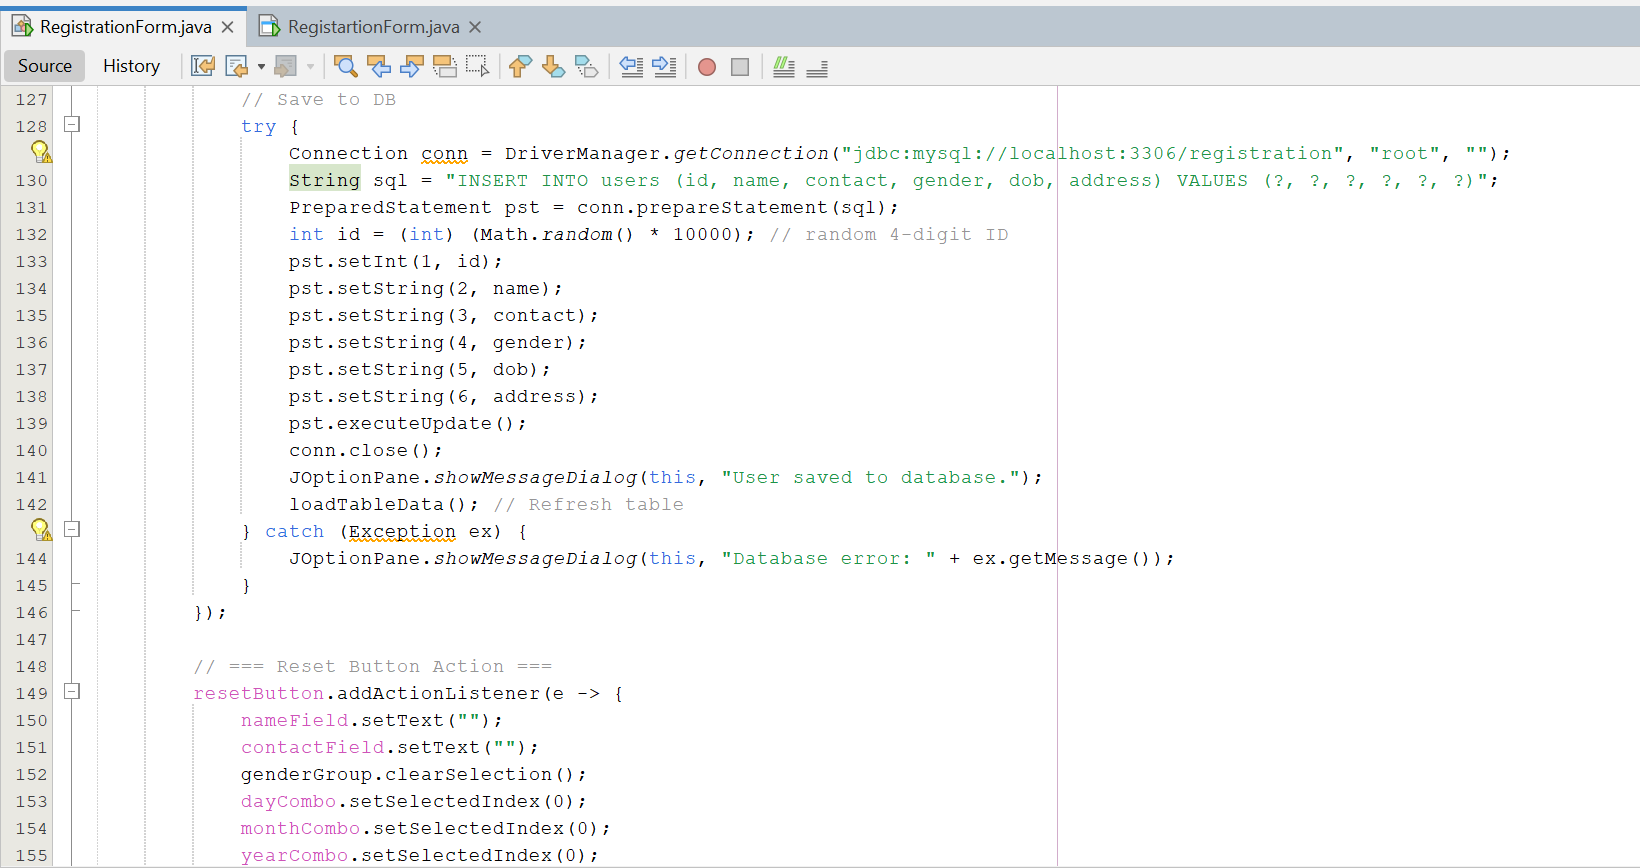 RegistrationForm.java RegistartionForm.java
Source History
127 // Save to DB
128 try {
Connection conn = DriverManager.getConnection("jdbc:mysql://localhost:3306/registration", "root", "");
130 String sql = "INSERT INTO users (id, name, contact, gender, dob, address) VALUES (?, ?, ?, ?, ?, ?)";
131 PreparedStatement pst = conn.prepareStatement(sql);
132 int id = (int) (Math.random() * 10000); // random 4-digit ID
133 pst.setInt(1, id);
134 pst.setString(2, name);
135 pst.setString(3, contact);
136 pst.setString(4, gender);
137 pst.setString(5, dob);
138 pst.setString(6, address);
139 pst.executeUpdate();
140 conn.close();
141 JOptionPane.showMessageDialog(this, "User saved to database.");
142 loadTableData(); // Refresh table
} catch (Exception ex) {
144 JOptionPane.showMessageDialog(this, "Database error: " + ex.getMessage());
145 }
146 });
147
148 // === Reset Button Action ===
149 resetButton.addActionListener(e -> {
150 nameField.setText("");
151 contactField.setText("");
152 genderGroup.clearSelection();
153 dayCombo.setSelectedIndex(0);
154 monthCombo.setSelectedIndex(0);
155 yearCombo.setSelectedIndex(0);